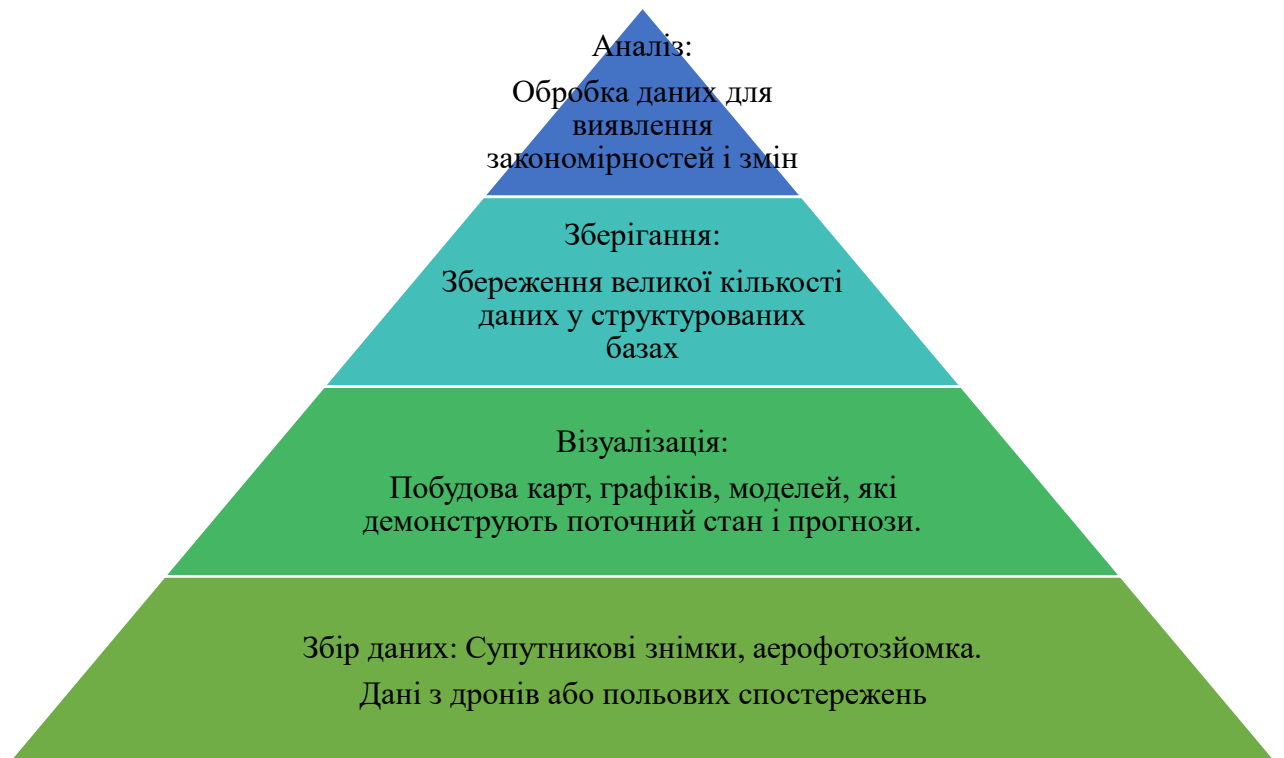 Аналіз:
Обробка даних для
виявлення
закономірностей і змін
Зберігання:
Збереження великої кількості
даних у структурованих
базах
Візуалізація:
Побудова карт, графіків, моделей, які
демонструють поточний стан і прогнози.
Збір даних: Супутникові знімки, аерофотозйомка.
Дані з дронів або польових спостережень